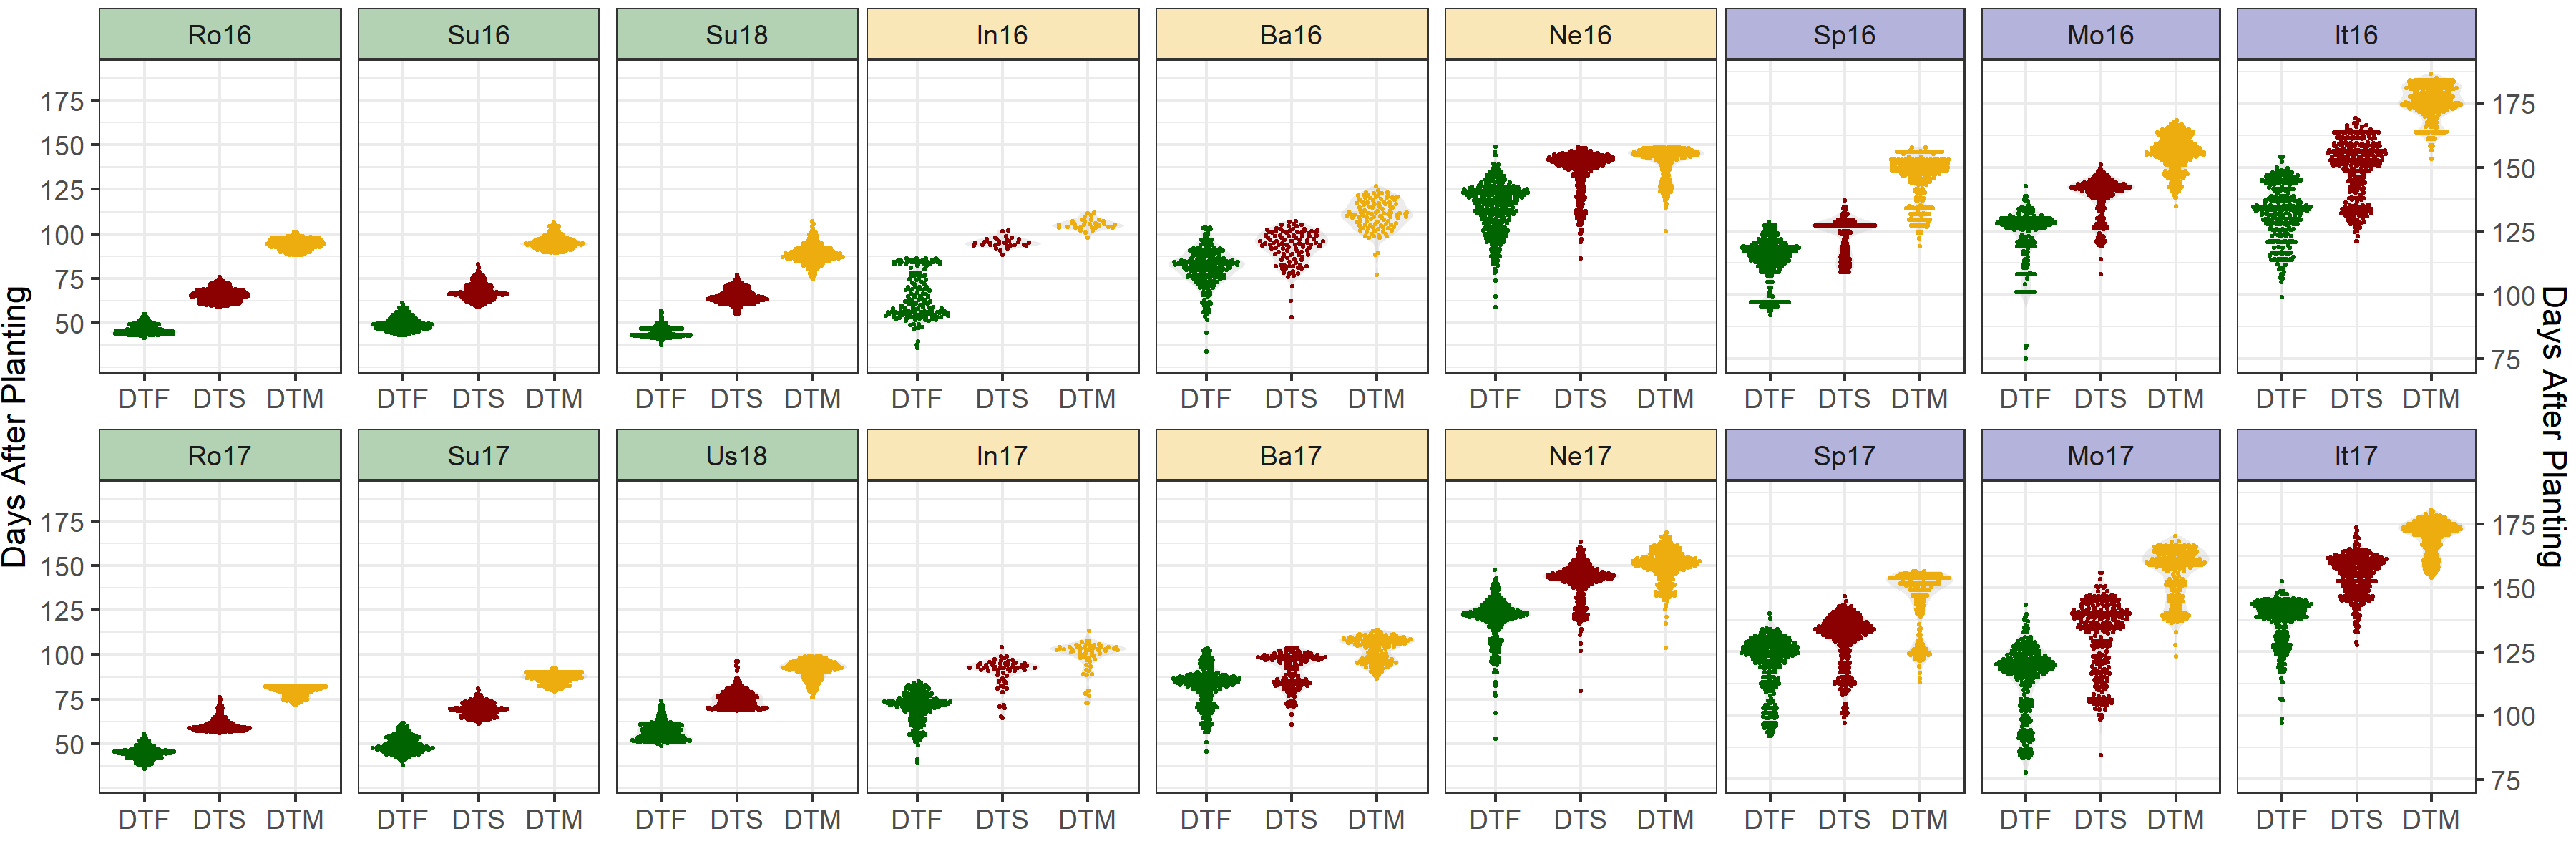 Ro16 Su16 Su18 In16 Ba16 Ne16 Sp16 Mo16 It16
175 175
150 150
125 125
100 100
75 75
50
DTF DTS DTM DTF DTS DTM DTF DTS DTM DTF DTS DTM DTF DTS DTM DTF DTS DTM DTF DTS DTM DTF DTS DTM DTF DTS DTM
Days After Planting
Days After Planting
Ro17 Su17 Us18 In17 Ba17 Ne17 Sp17 Mo17 It17
175 175
150 150
125 125
100 100
75 75
50
DTF DTS DTM DTF DTS DTM DTF DTS DTM DTF DTS DTM DTF DTS DTM DTF DTS DTM DTF DTS DTM DTF DTS DTM DTF DTS DTM